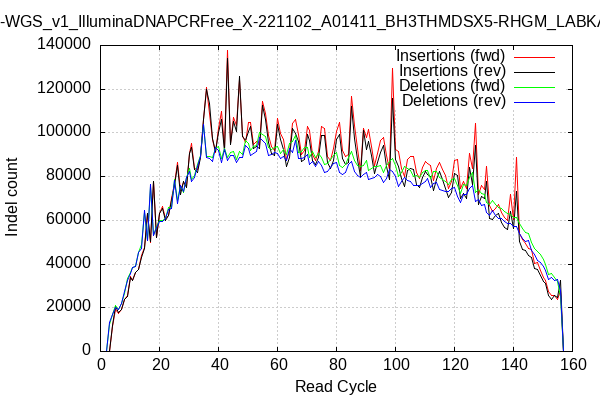 -WGS_v1_IlluminaDNAPCRFree_X-221102_A01411_BH3THMDSX5-RHGM_LABKA
Insertions (fwd)
Insertions (rev)
Deletions (fwd)
Deletions (rev)
Indel count
140000
120000
100000
80000
60000
40000
20000
0
0 20 40 60 80 100 120 140 160
Read Cycle